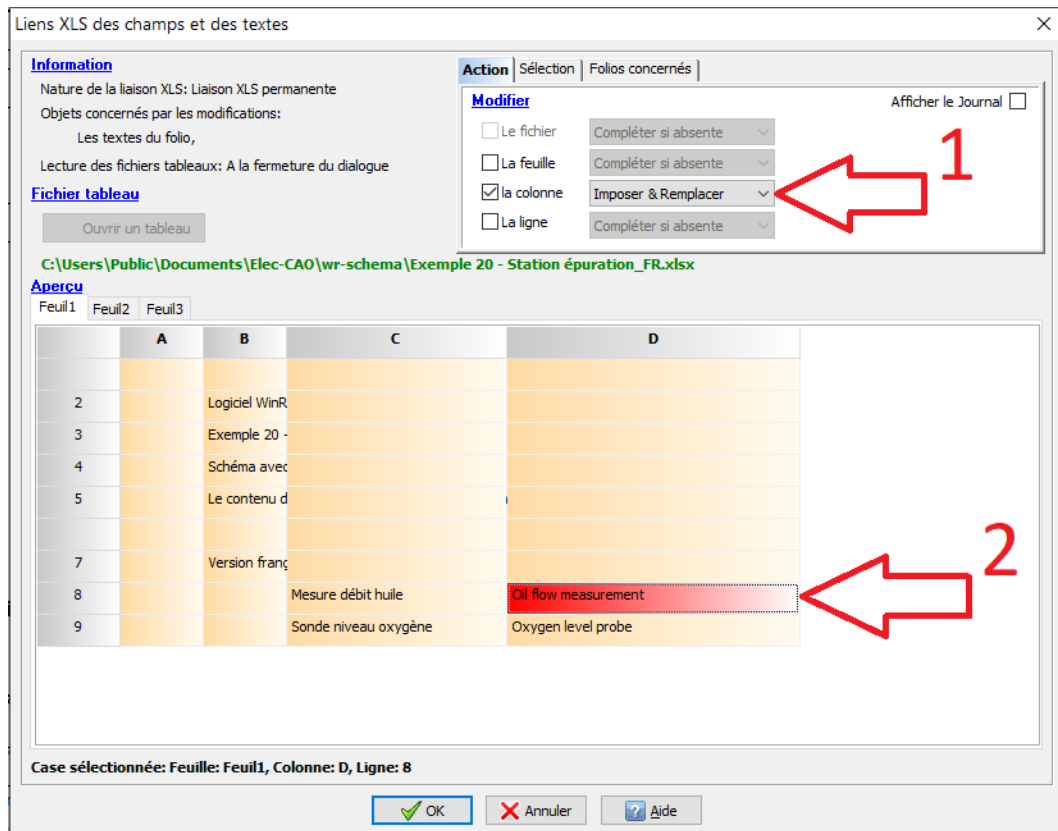 Liens XLS des champs et des textes
Information
Nature de la liaison XLS: Liaison XLS permanente
Objets concernés par les modifications:
Les textes du folio,
Lecture des fichiers tableaux: A la fermeture du dialogue
Fichier tableau
Ouvrir un tableau
Action Sélection Folios concernés
Modifier Afficher le Journal
Le fichier Compléter si absente
La feuille Compléter si absente
la colonne Imposer & Remplacer
La ligne Compléter si absente
1
C:\Users\Public\Documents\Elec-CAO\wr-schema\Exemple 20 - Station épuration_FR.xlsx
Aperçu
Feuil1 Feuil2 Feuil3
A B C D
2 Logiciel WinR
3 Exemple 20 -
4 Schéma avec
5 Le contenu d
7 Version franç
8 Mesure débit huile Oil flow measurement
9 Sonde niveau oxygène Oxygen level probe
2
Case sélectionnée: Feuille: Feuil1, Colonne: D, Ligne: 8
OK Annuler ? Aide